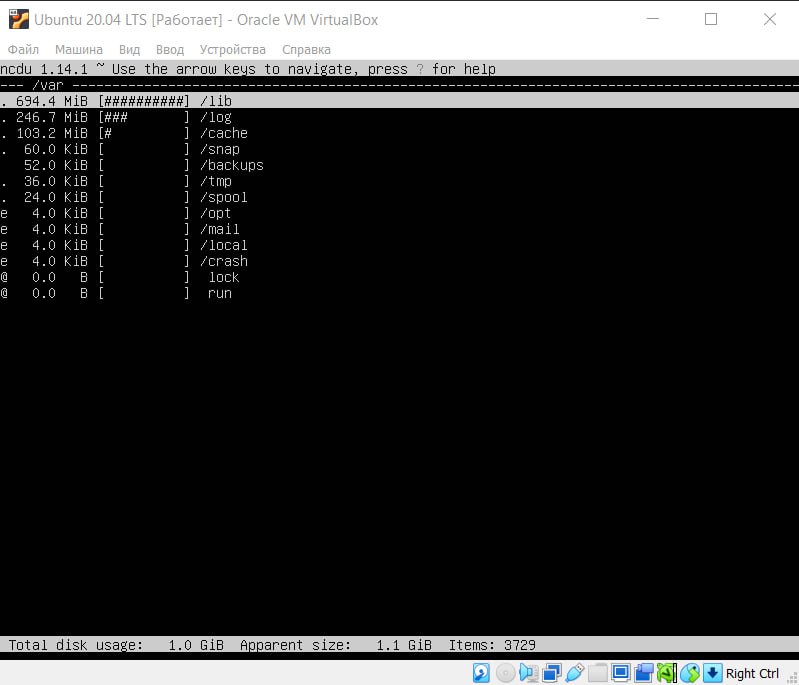 Ubuntu 20.04 LTS [Работает] - Oracle VM VirtualBox
Файл Машина Вид Ввод Устройства Справка
ncdu 1.14.1 ~ Use the arrow keys to navigate, press ? for help
--- /var ----------------------------------------------------------------------------------------
. 694.4 MiB [##########] /lib
. 246.7 MiB [###       ] /log
. 103.2 MiB [#         ] /cache
.  60.0 KiB [          ] /snap
   52.0 KiB [          ] /backups
.  36.0 KiB [          ] /tmp
.  24.0 KiB [          ] /spool
e   4.0 KiB [          ] /opt
e   4.0 KiB [          ] /mail
e   4.0 KiB [          ] /local
e   4.0 KiB [          ] /crash
@   0.0   B [          ]  lock
@   0.0   B [          ]  run
Total disk usage:   1.0 GiB  Apparent size:   1.1 GiB  Items: 3729
Right Ctrl